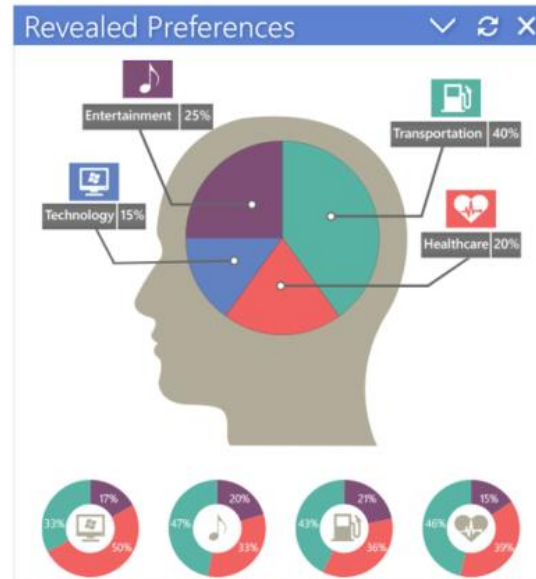 Revealed Preferences
Entertainment 25%
Transportation 40%
Technology 15%
Healthcare 20%
17%
33%
50%
20%
47%
33%
21%
43%
36%
15%
46%
39%